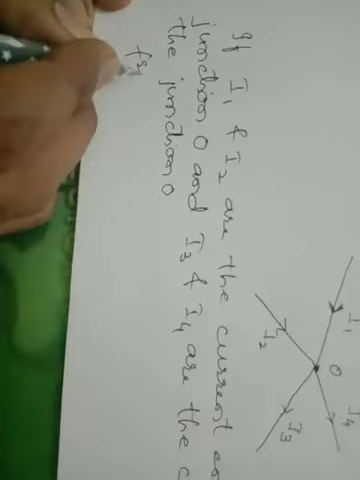 I₁
I₄
O
I₂
I₃
If I₁ & I₂ are the current
junction O and I₃ & I₄ are the
the junction O.